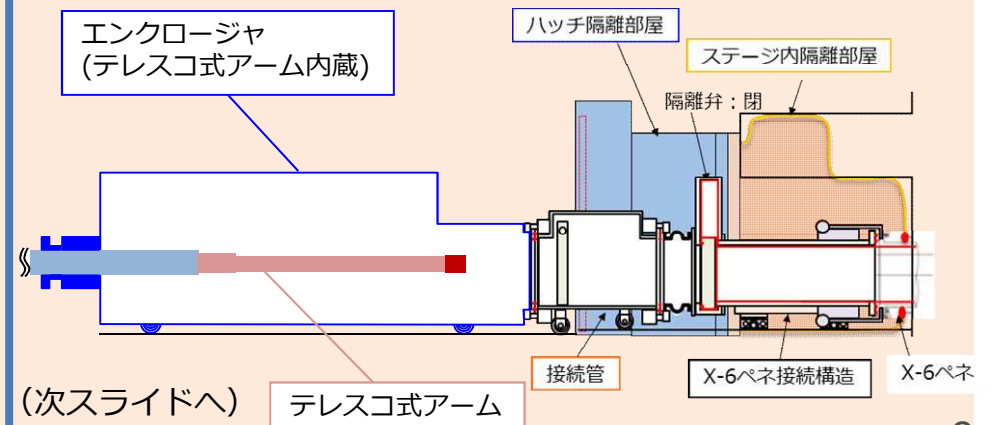 エンクロージャ
(テレスコ式アーム内蔵)
ハッチ隔離部屋
ステージ内隔離部屋
隔離弁：閉
接続管
X-6ペネ接続構造
X-6ペネ
(次スライドへ)
テレスコ式アーム